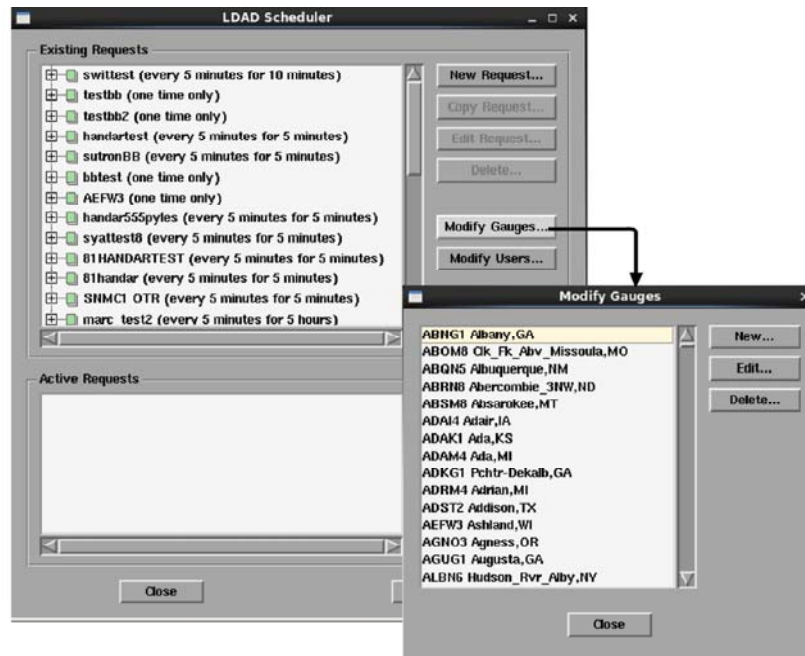 LDAD Scheduler
Existing Requests
swittest (every 5 minutes for 10 minutes)
testbb (one time only)
testbb2 (one time only)
handartest (every 5 minutes for 5 minutes)
sutronBB (every 5 minutes for 5 minutes)
bbtest (one time only)
AEFW3 (one time only)
handar555pyles (every 5 minutes for 5 minutes)
syattest8 (every 5 minutes for 5 minutes)
81HANDARTEST (every 5 minutes for 5 minutes)
81handar (every 5 minutes for 5 minutes)
SNMC1_OTR (every 5 minutes for 5 minutes)
marc_test2 (every 5 minutes for 5 hours)
New Request...
Copy Request...
Edit Request...
Delete...
Modify Gauges...
Modify Users...
Active Requests
Close
Modify Gauges
ABNG1 Albany,GA
ABOM8 Clk_Fk_Abv_Missoula,MO
ABQN5 Albuquerque,NM
ABRN8 Abercombie_3NW,ND
ABSM8 Absarokee,MT
ADAI4 Adair,IA
ADAK1 Ada,KS
ADAM4 Ada,MI
ADKG1 Pchtr-Dekalb,GA
ADRM4 Adrian,MI
ADST2 Addison,TX
AEFW3 Ashland,WI
AGNO3 Agness,OR
AGUG1 Augusta,GA
ALBN6 Hudson_Rvr_Alby,NY
New...
Edit...
Delete...
Close